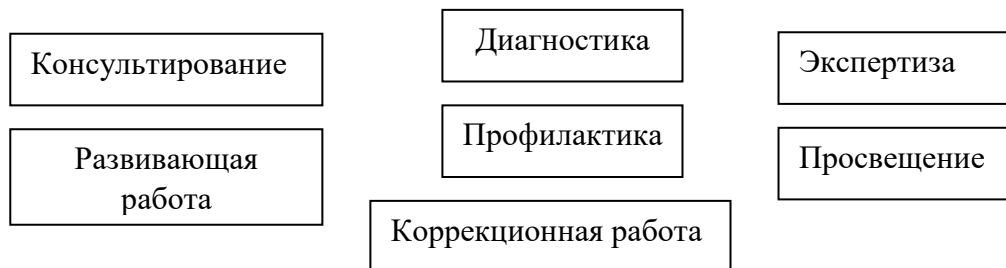 Диагностика
Консультирование
Экспертиза
Профилактика
Развивающая
работа
Просвещение
Коррекционная работа